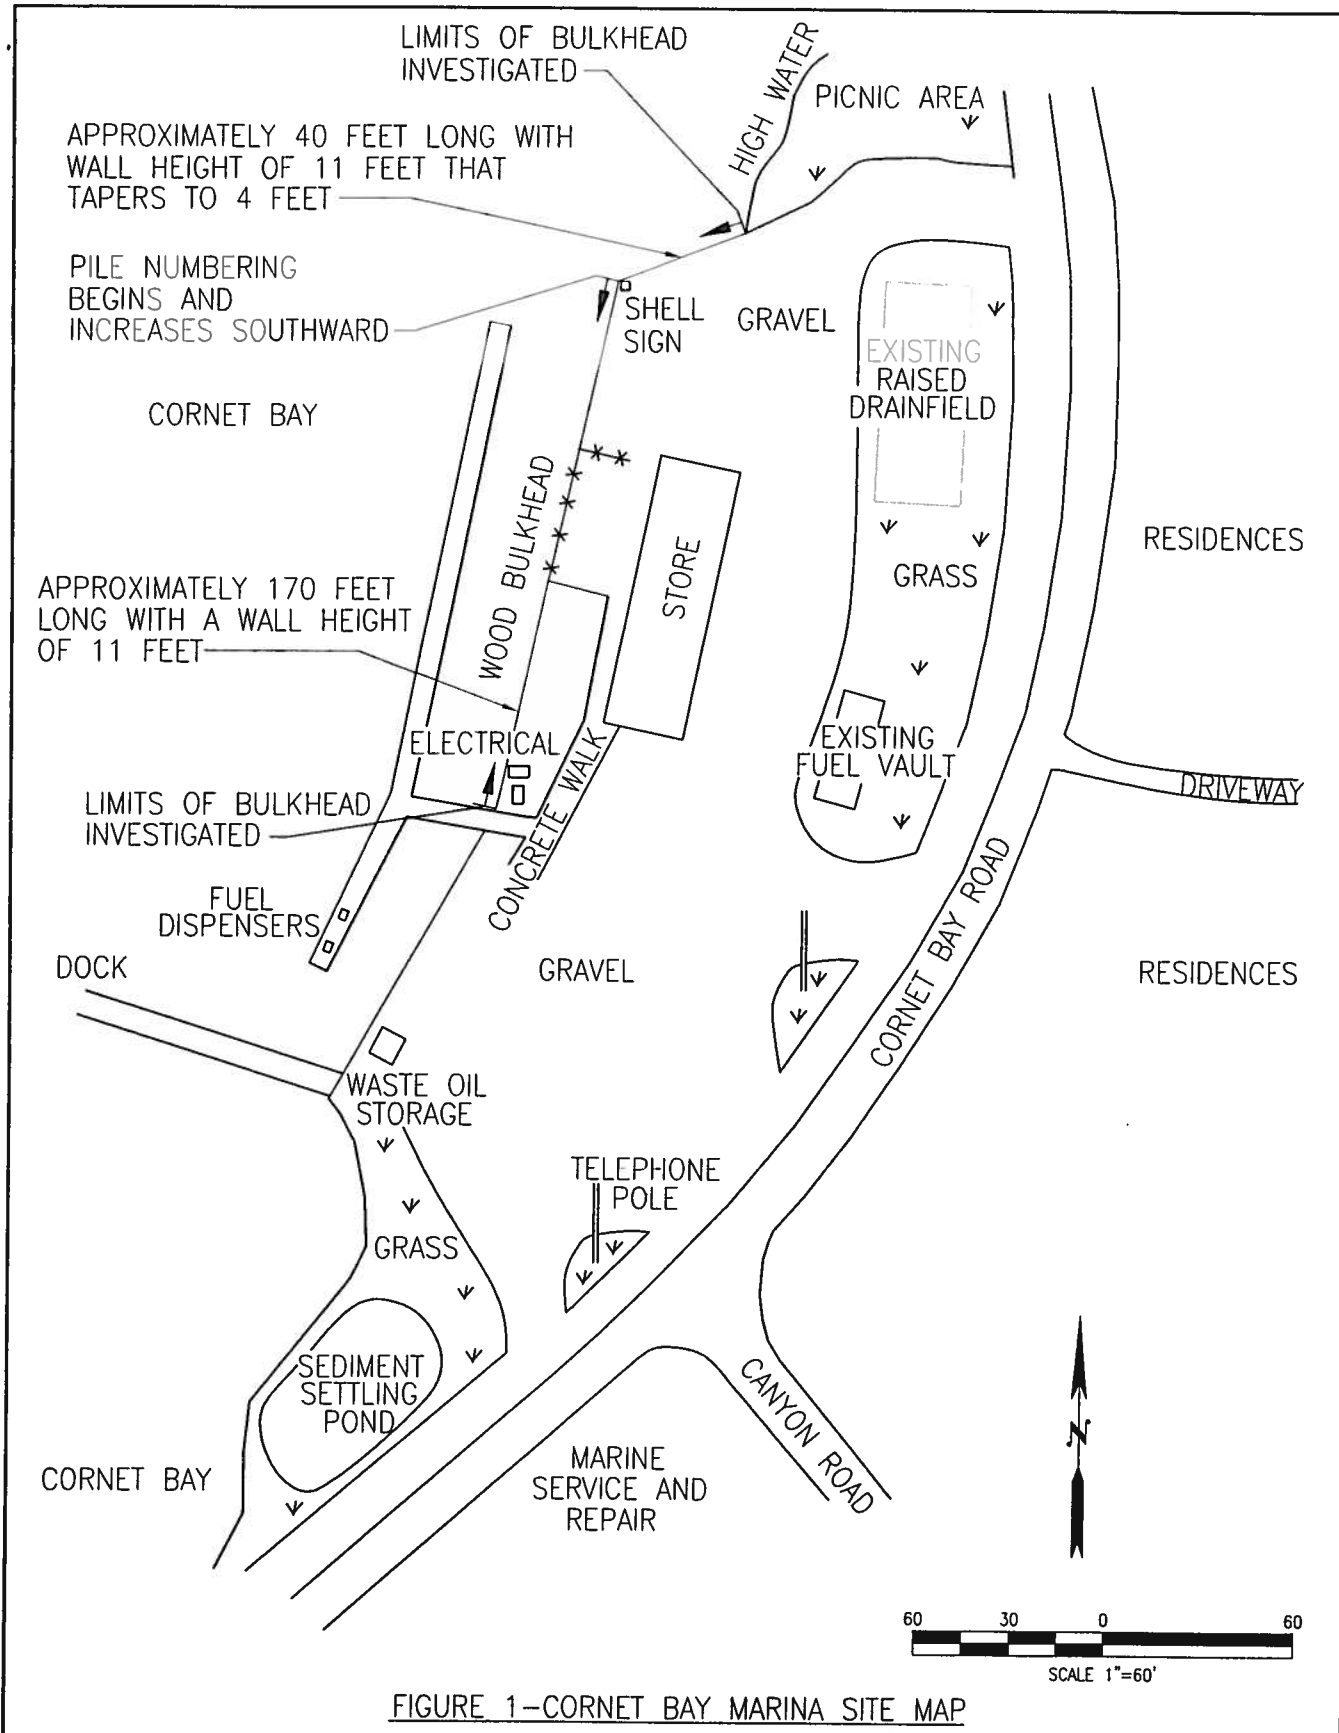 LIMITS OF BULKHEAD
INVESTIGATED
HIGH WATER
PICNIC AREA
APPROXIMATELY 40 FEET LONG WITH
WALL HEIGHT OF 11 FEET THAT
TAPERS TO 4 FEET
PILE NUMBERING
BEGINS AND
INCREASES SOUTHWARD
SHELL
SIGN
GRAVEL
EXISTING
RAISED
DRAINFIELD
CORNET BAY
WOOD BULKHEAD
STORE
RESIDENCES
GRASS
APPROXIMATELY 170 FEET
LONG WITH A WALL HEIGHT
OF 11 FEET
ELECTRICAL
EXISTING
FUEL VAULT
DRIVEWAY
LIMITS OF BULKHEAD
INVESTIGATED
CONCRETE WALK
FUEL
DISPENSERS
CORNET BAY ROAD
DOCK
GRAVEL
RESIDENCES
WASTE OIL
STORAGE
TELEPHONE
POLE
GRASS
SEDIMENT
SETTLING
POND
CANYON ROAD
CORNET BAY
MARINE
SERVICE AND
REPAIR
N
60 30 0 60
SCALE 1"=60'
FIGURE 1-CORNET BAY MARINA SITE MAP